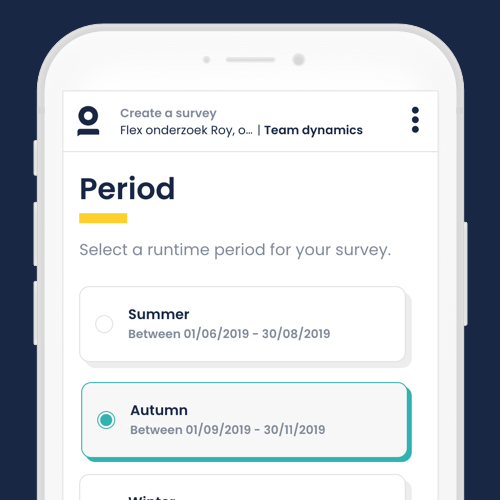 Create a survey
Flex onderzoek Roy, o... | Team dynamics
Period
Select a runtime period for your survey.
Summer
Between 01/06/2019 - 30/08/2019
Autumn
Between 01/09/2019 - 30/11/2019
Winter